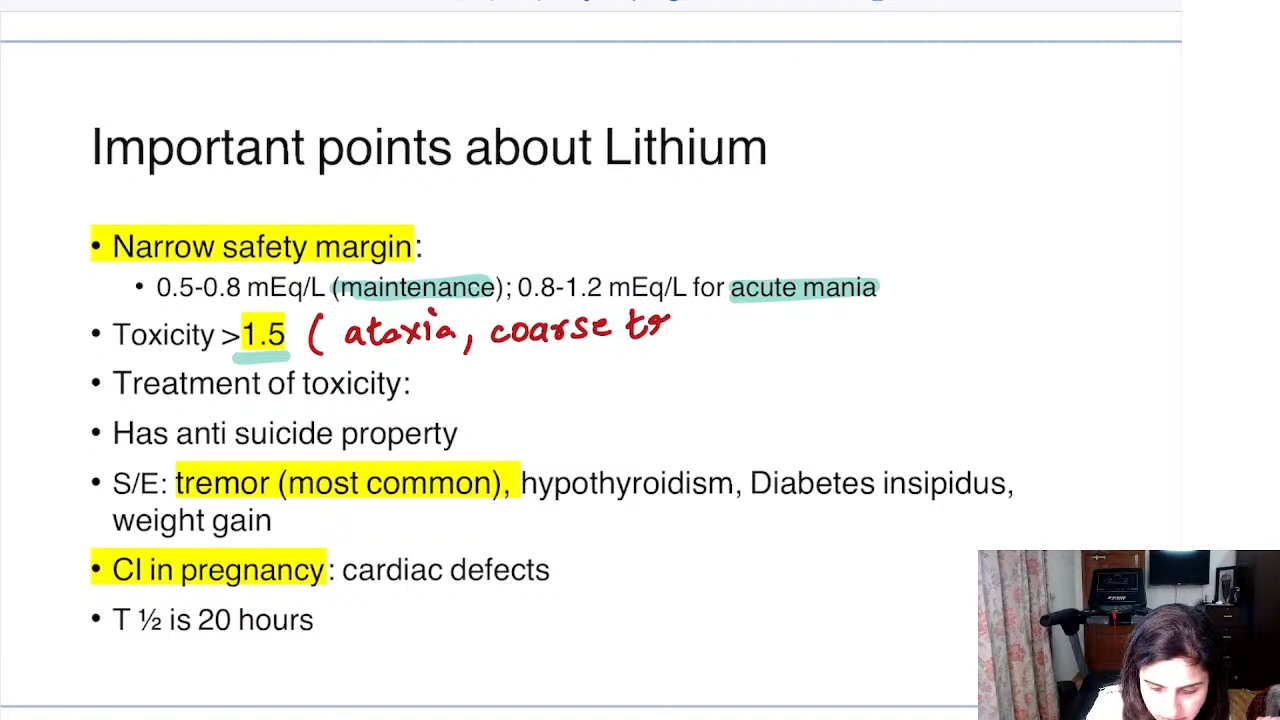 Important points about Lithium
• Narrow safety margin:
• 0.5-0.8 mEq/L (maintenance); 0.8-1.2 mEq/L for acute mania
• Toxicity >1.5 ( ataxia, coarse tr
• Treatment of toxicity:
• Has anti suicide property
• S/E: tremor (most common), hypothyroidism, Diabetes insipidus,
weight gain
• CI in pregnancy: cardiac defects
• T ½ is 20 hours